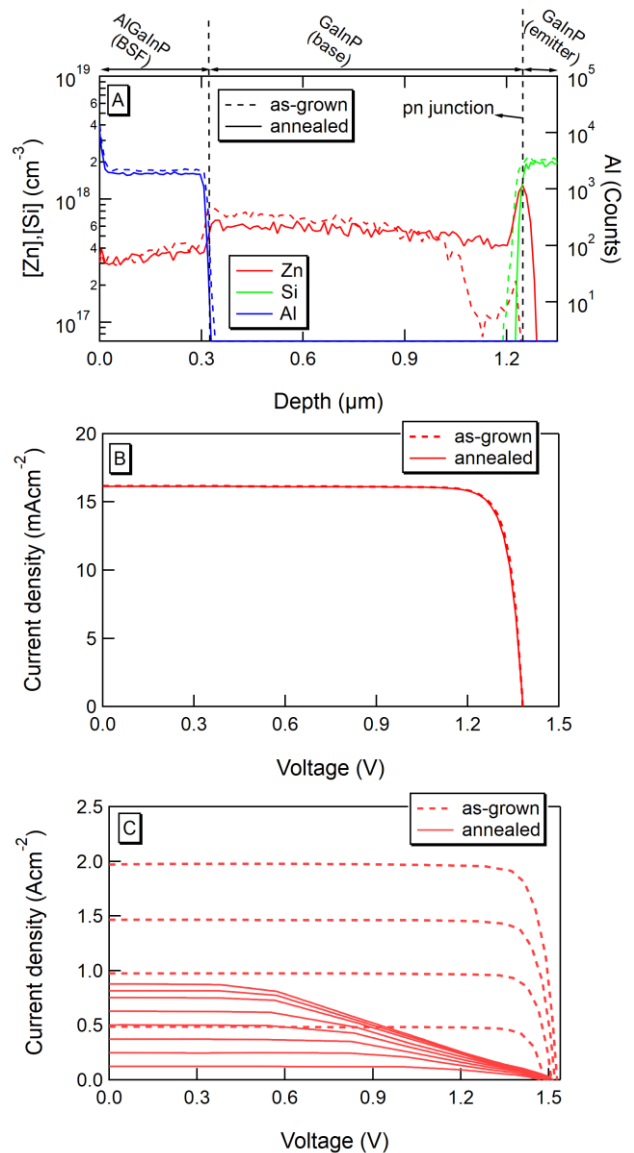 AlGaInP
(BSF)
GaInP
(base)
GaInP
(emitter)
A
as-grown
annealed
pn junction
Zn
Si
Al
10^19
6
4
2
10^18
6
4
2
10^17
[Zn],[Si] (cm^-3)
10^5
10^4
10^3
10^2
10^1
Al (Counts)
0.0 0.3 0.6 0.9 1.2
Depth (μm)
B
as-grown
annealed
20
15
10
5
0
Current density (mAcm^-2)
0.0 0.3 0.6 0.9 1.2 1.5
Voltage (V)
C
as-grown
annealed
2.5
2.0
1.5
1.0
0.5
0.0
Current density (Acm^-2)
0.0 0.3 0.6 0.9 1.2 1.5
Voltage (V)